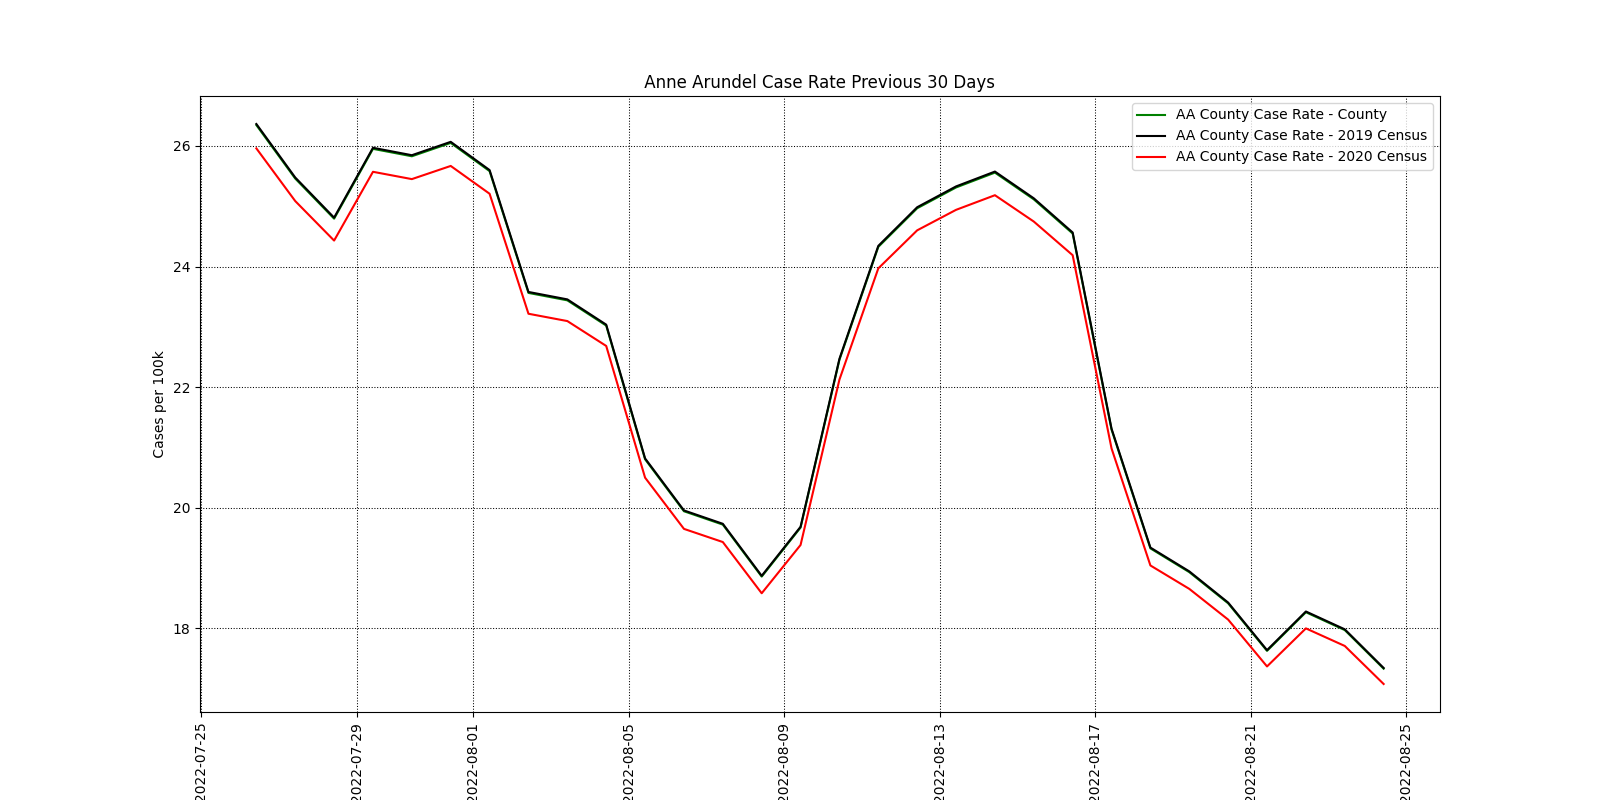 Anne Arundel Case Rate Previous 30 Days
AA County Case Rate - County
AA County Case Rate - 2019 Census
AA County Case Rate - 2020 Census
Cases per 100k
26
24
22
20
18
2022-07-25
2022-07-29
2022-08-01
2022-08-05
2022-08-09
2022-08-13
2022-08-17
2022-08-21
2022-08-25